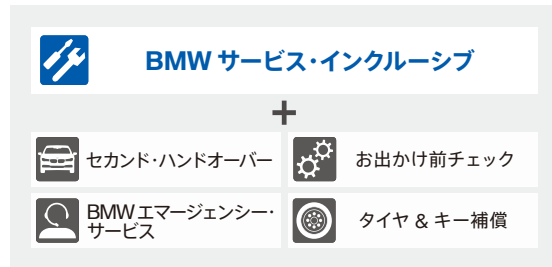 BMW サービス・インクルーシブ
+
セカンド・ハンドオーバー
お出かけ前チェック
BMWエマージェンシー・
サービス
タイヤ & キー補償